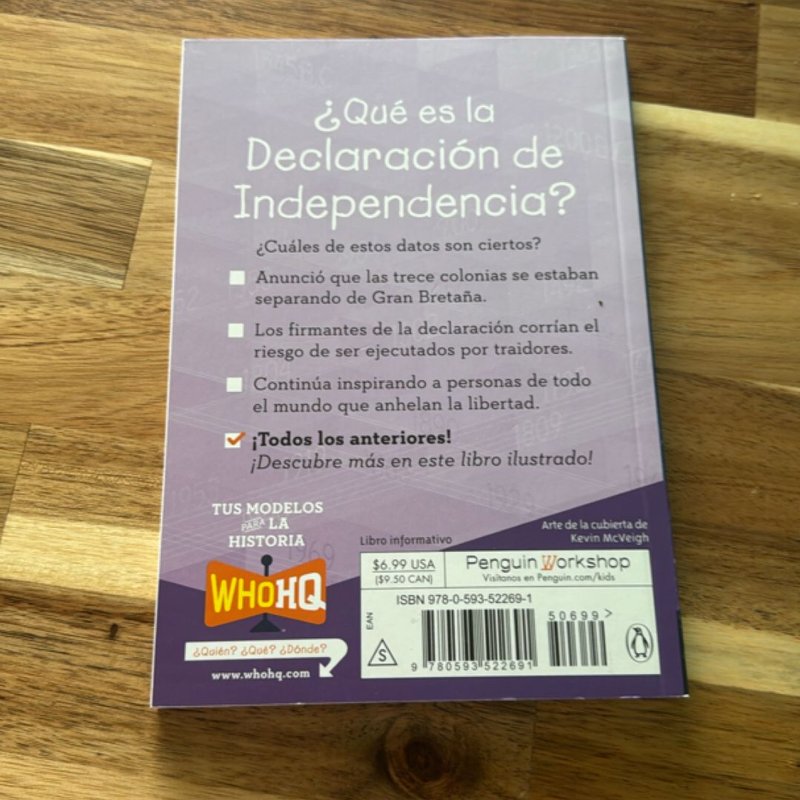 ¿Qué es la
Declaración de
Independencia?
¿Cuáles de estos datos son ciertos?
Anunció que las trece colonias se estaban
separando de Gran Bretaña.
Los firmantes de la declaración corrían el
riesgo de ser ejecutados por traidores.
Continúa inspirando a personas de todo
el mundo que anhelan la libertad.
¡Todos los anteriores!
¡Descubre más en este libro ilustrado!
TUS MODELOS
PARA LA
HISTORIA
1969
WHOHQ
¿Quién? ¿Qué? ¿Dónde?
www.whohq.com
Libro informativo
Arte de la cubierta de
Kevin McVeigh
$6.99 USA
($9.50 CAN)
Penguin Workshop
Visítanos en Penguin.com/kids
ISBN 978-0-593-52269-1
50699>
EAN
S
9 780593 522691